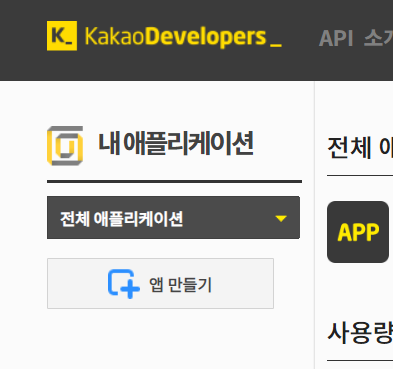 K_ KakaoDevelopers_
API
내 애플리케이션
전체 애플리케이션
앱 만들기
전체
APP
사용량